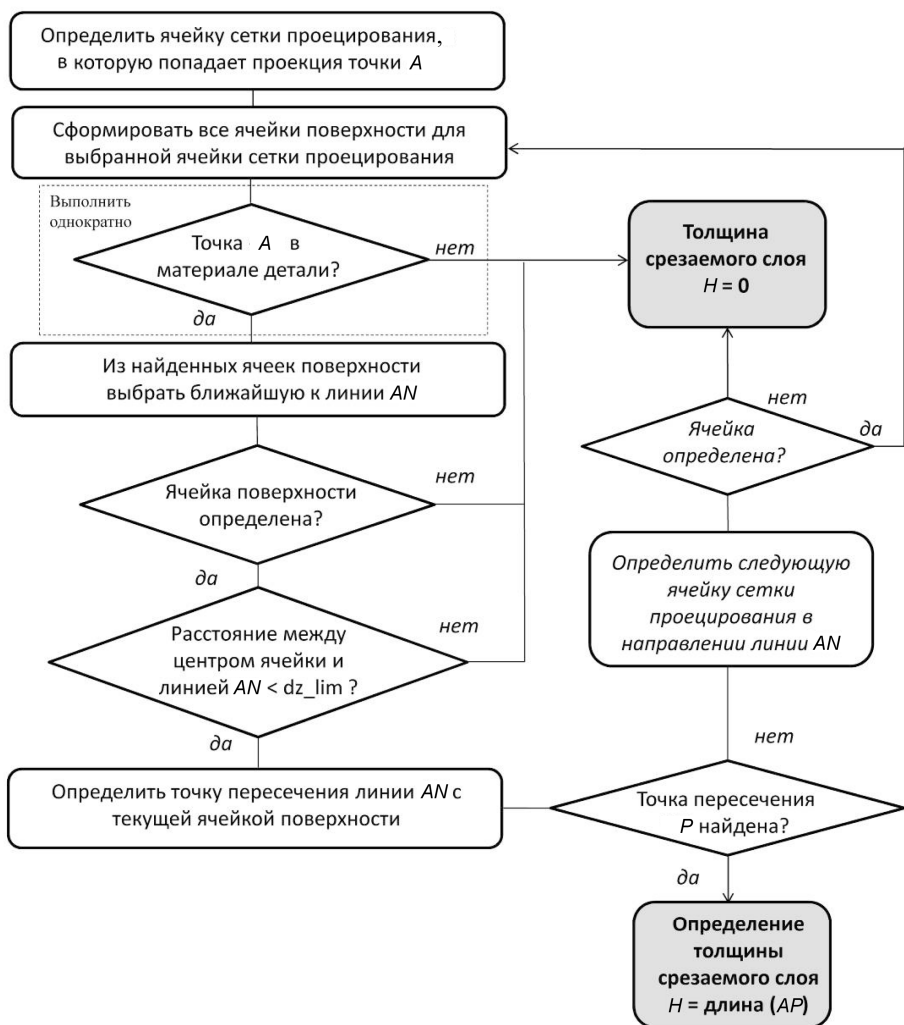 Определить ячейку сетки проецирования,
в которую попадает проекция точки A
Сформировать все ячейки поверхности для
выбранной ячейки сетки проецирования
Выполнить
однократно
Точка A в
материале детали?
нет
да
Толщина
срезаемого слоя
H = 0
Из найденных ячеек поверхности
выбрать ближайшую к линии AN
нет
Ячейка
определена?
да
Ячейка поверхности
определена?
нет
да
Определить следующую
ячейку сетки
проецирования в
направлении линии AN
Расстояние между
центром ячейки и
линией AN < dz_lim ?
нет
да
нет
Определить точку пересечения линии AN с
текущей ячейкой поверхности
Точка пересечения
P найдена?
да
Определение
толщины
срезаемого слоя
H = длина (AP)